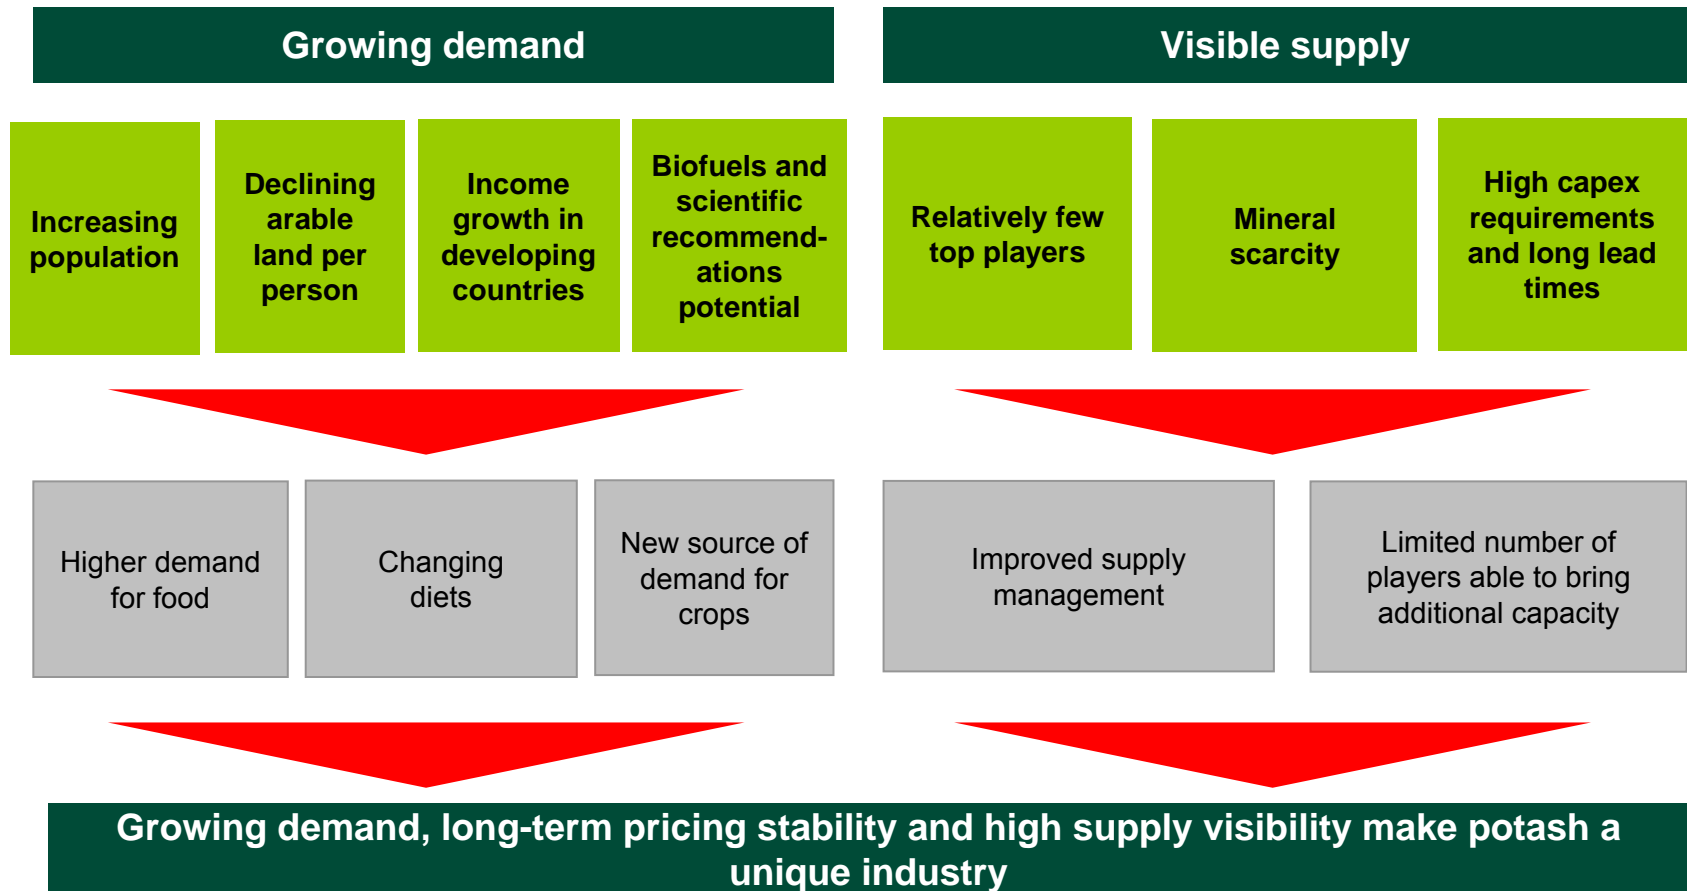 Growing demand
Visible supply
Increasing
population
Declining
arable
land per
person
Income
growth in
developing
countries
Biofuels and
scientific
recommend-
ations
potential
Relatively few
top players
Mineral
scarcity
High capex
requirements
and long lead
times
Higher demand
for food
Changing
diets
New source of
demand for
crops
Improved supply
management
Limited number of
players able to bring
additional capacity
Growing demand, long-term pricing stability and high supply visibility make potash a
unique industry